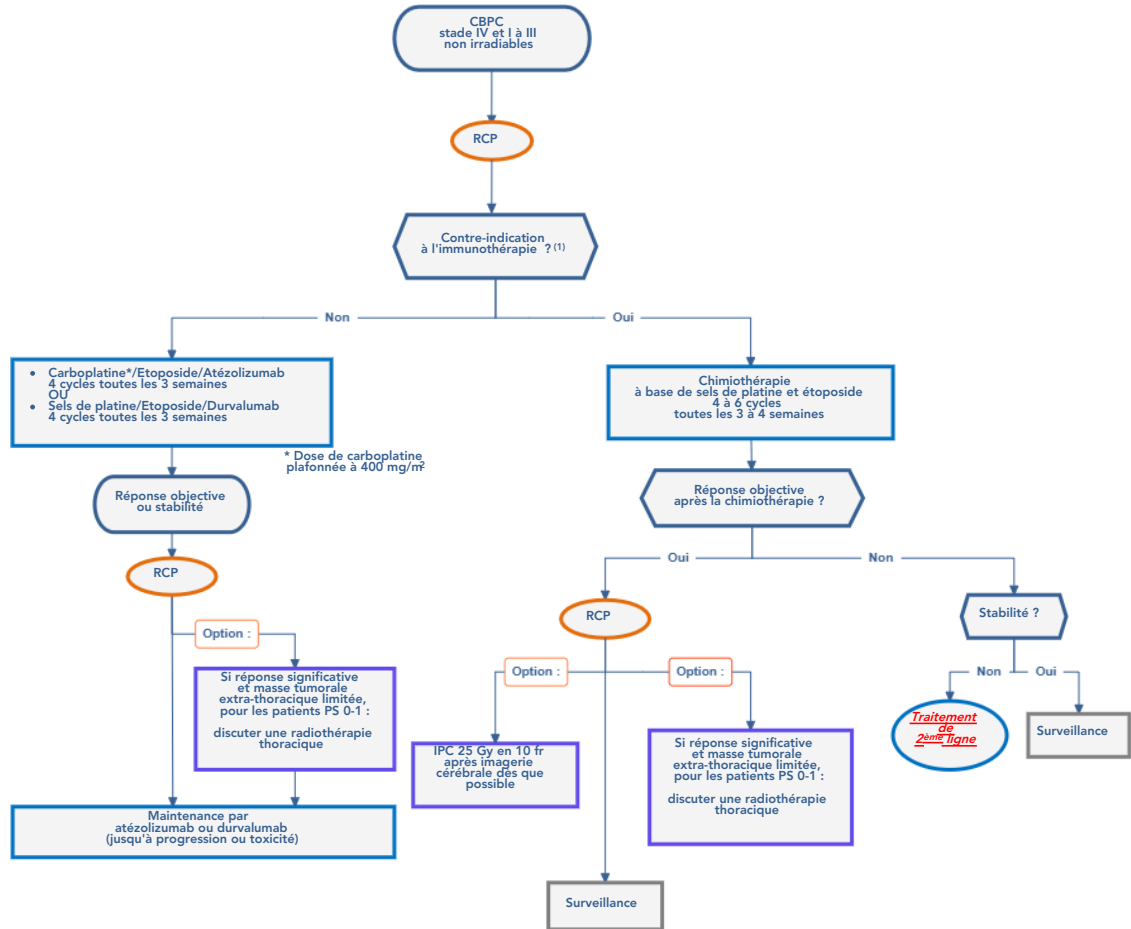 CBPC
stade IV et I à III
non irradiables
RCP
Contre-indication
à l'immunothérapie ? (1)
Non
Oui
• Carboplatine*/Etoposide/Atézolizumab
4 cycles toutes les 3 semaines
OU
• Sels de platine/Etoposide/Durvalumab
4 cycles toutes les 3 semaines
* Dose de carboplatine
plafonnée à 400 mg/m²
Chimiothérapie
à base de sels de platine et étoposide
4 à 6 cycles
toutes les 3 à 4 semaines
Réponse objective
ou stabilité
Réponse objective
après la chimiothérapie ?
Oui
Non
RCP
RCP
Stabilité ?
Option :
Option :
Option :
Non
Oui
Si réponse significative
et masse tumorale
extra-thoracique limitée,
pour les patients PS 0-1 :
discuter une radiothérapie
thoracique
IPC 25 Gy en 10 fr
après imagerie
cérébrale dès que
possible
Si réponse significative
et masse tumorale
extra-thoracique limitée,
pour les patients PS 0-1 :
discuter une radiothérapie
thoracique
Traitement
de
2ème ligne
Surveillance
Maintenance par
atézolizumab ou durvalumab
(jusqu'à progression ou toxicité)
Surveillance